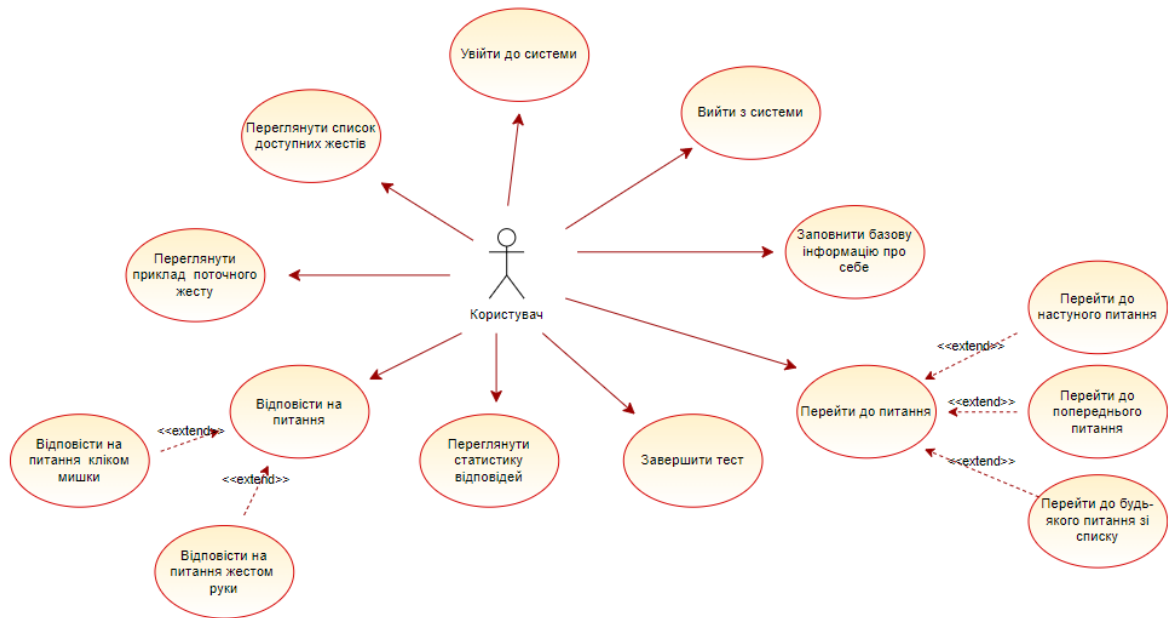 Увійти до системи
Вийти з системи
Переглянути список
доступних жестів
Заповнити базову
інформацію про
себе
Переглянути
приклад поточного
жесту
Користувач
Перейти до
настуного питання
<<extend>>
Відповісти на
питання
Перейти до питання
<<extend>>
Перейти до
попереднього
питання
Відповісти на
питання кліком
мишки
<<extend>>
Переглянути
статистику
відповідей
Завершити тест
<<extend>>
<<extend>>
Перейти до будь-
якого питання зі
списку
Відповісти на
питання жестом
руки